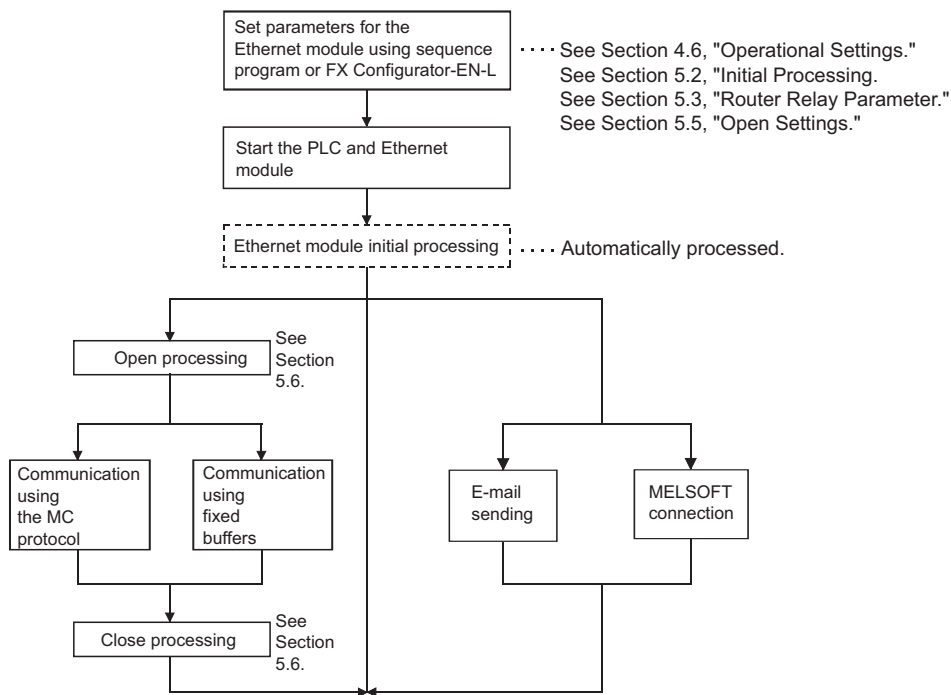 Set parameters for the
Ethernet module using sequence
program or FX Configurator-EN-L
See Section 4.6, "Operational Settings."
See Section 5.2, "Initial Processing.
See Section 5.3, "Router Relay Parameter."
See Section 5.5, "Open Settings."
Start the PLC and Ethernet
module
Ethernet module initial processing
Automatically processed.
Open processing
See
Section
5.6.
Communication
using
the MC
protocol
Communication
using
fixed
buffers
E-mail
sending
MELSOFT
connection
Close processing
See
Section
5.6.